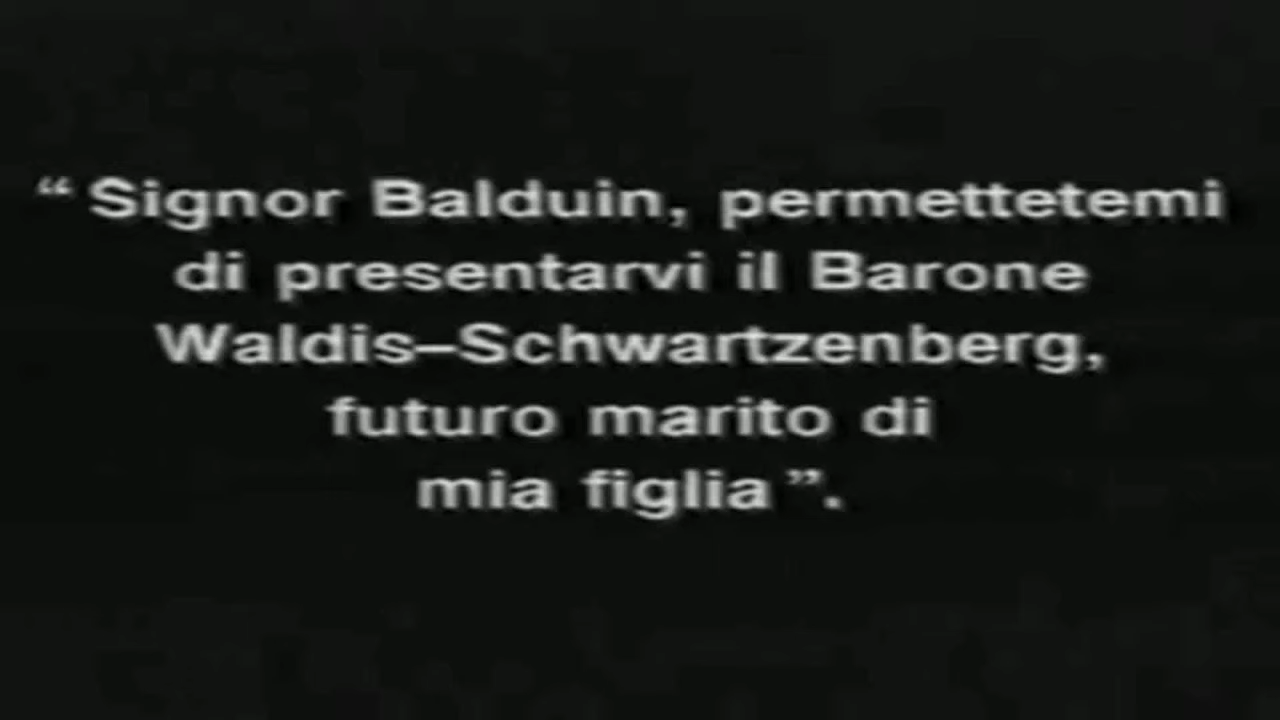 “ Signor Balduin, permettetemi
di presentarvi il Barone
Waldis–Schwartzenberg,
futuro marito di
mia figlia ”.